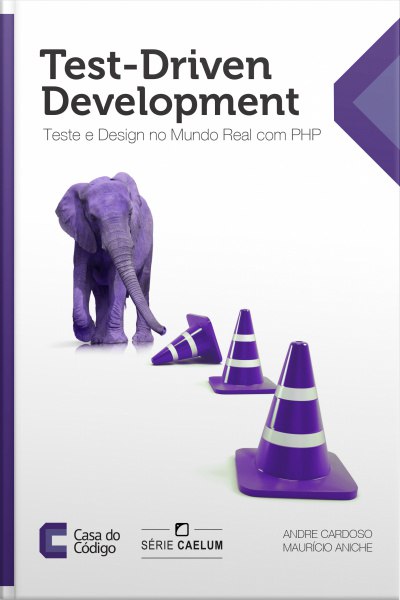 Test-Driven
Development
Teste e Design no Mundo Real com PHP
Casa do
Código
SÉRIE CAELUM
ANDRE CARDOSO
MAURÍCIO ANICHE